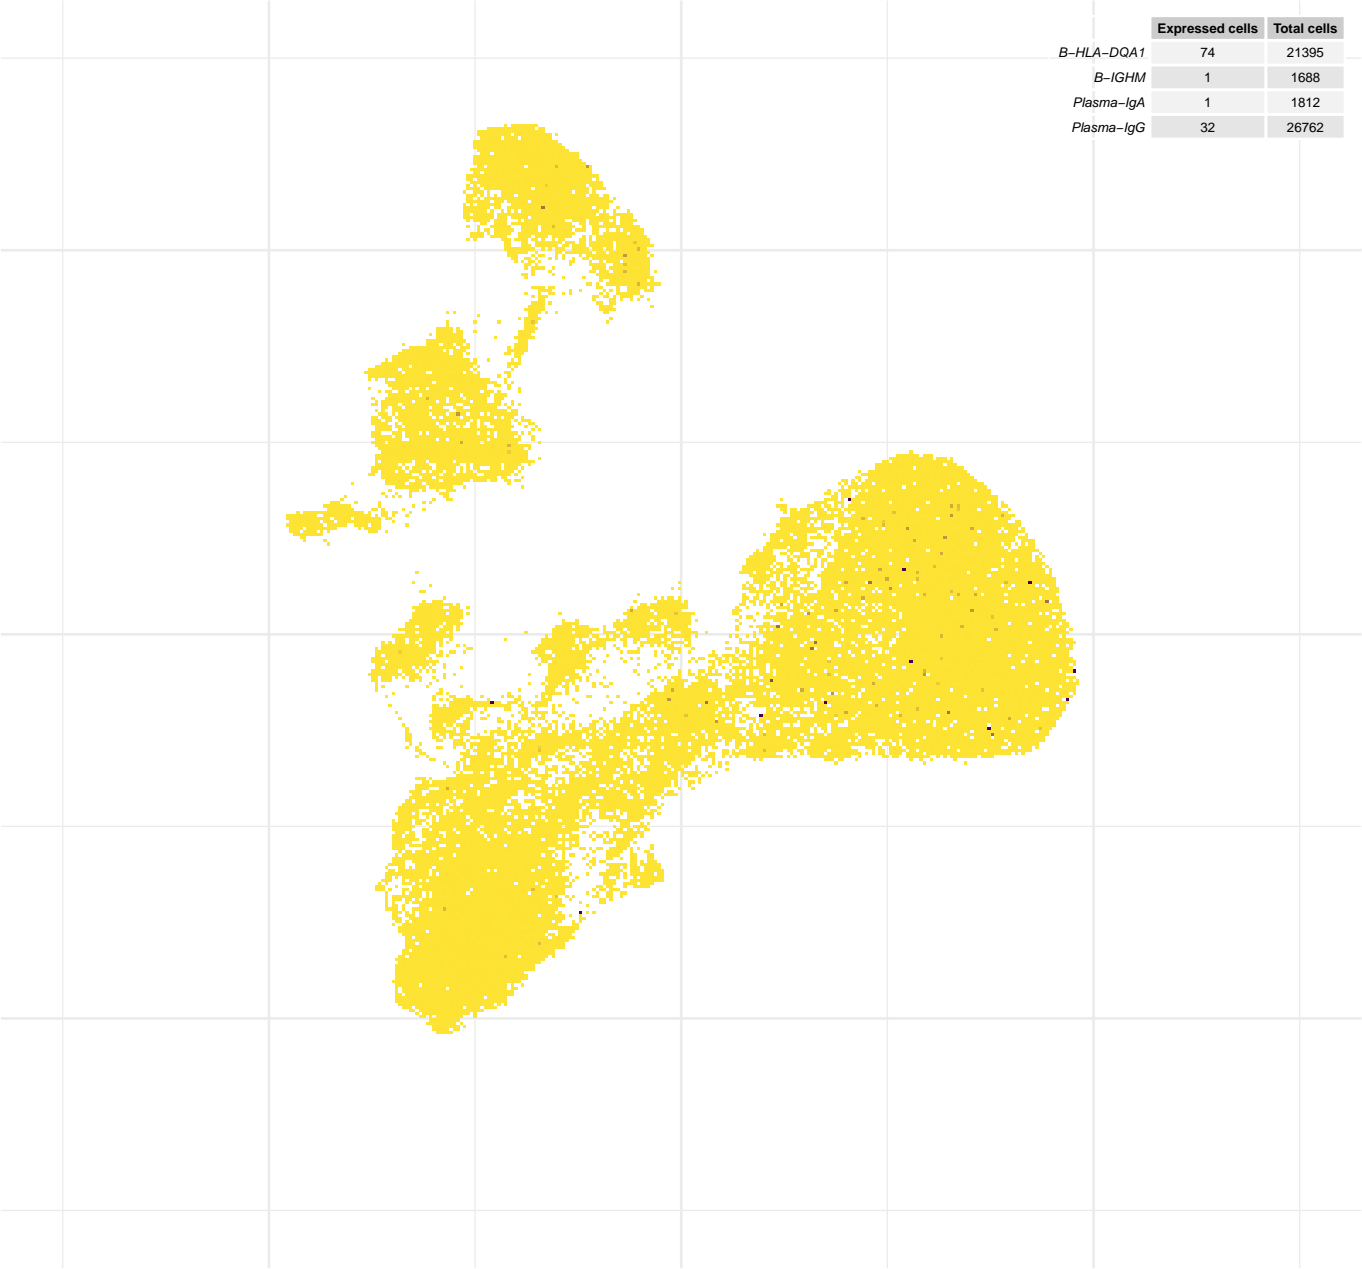 Expressed cells Total cells
B−HLA−DQA1 74 21395
B−IGHM 1 1688
Plasma−IgA 1 1812
Plasma−IgG 32 26762